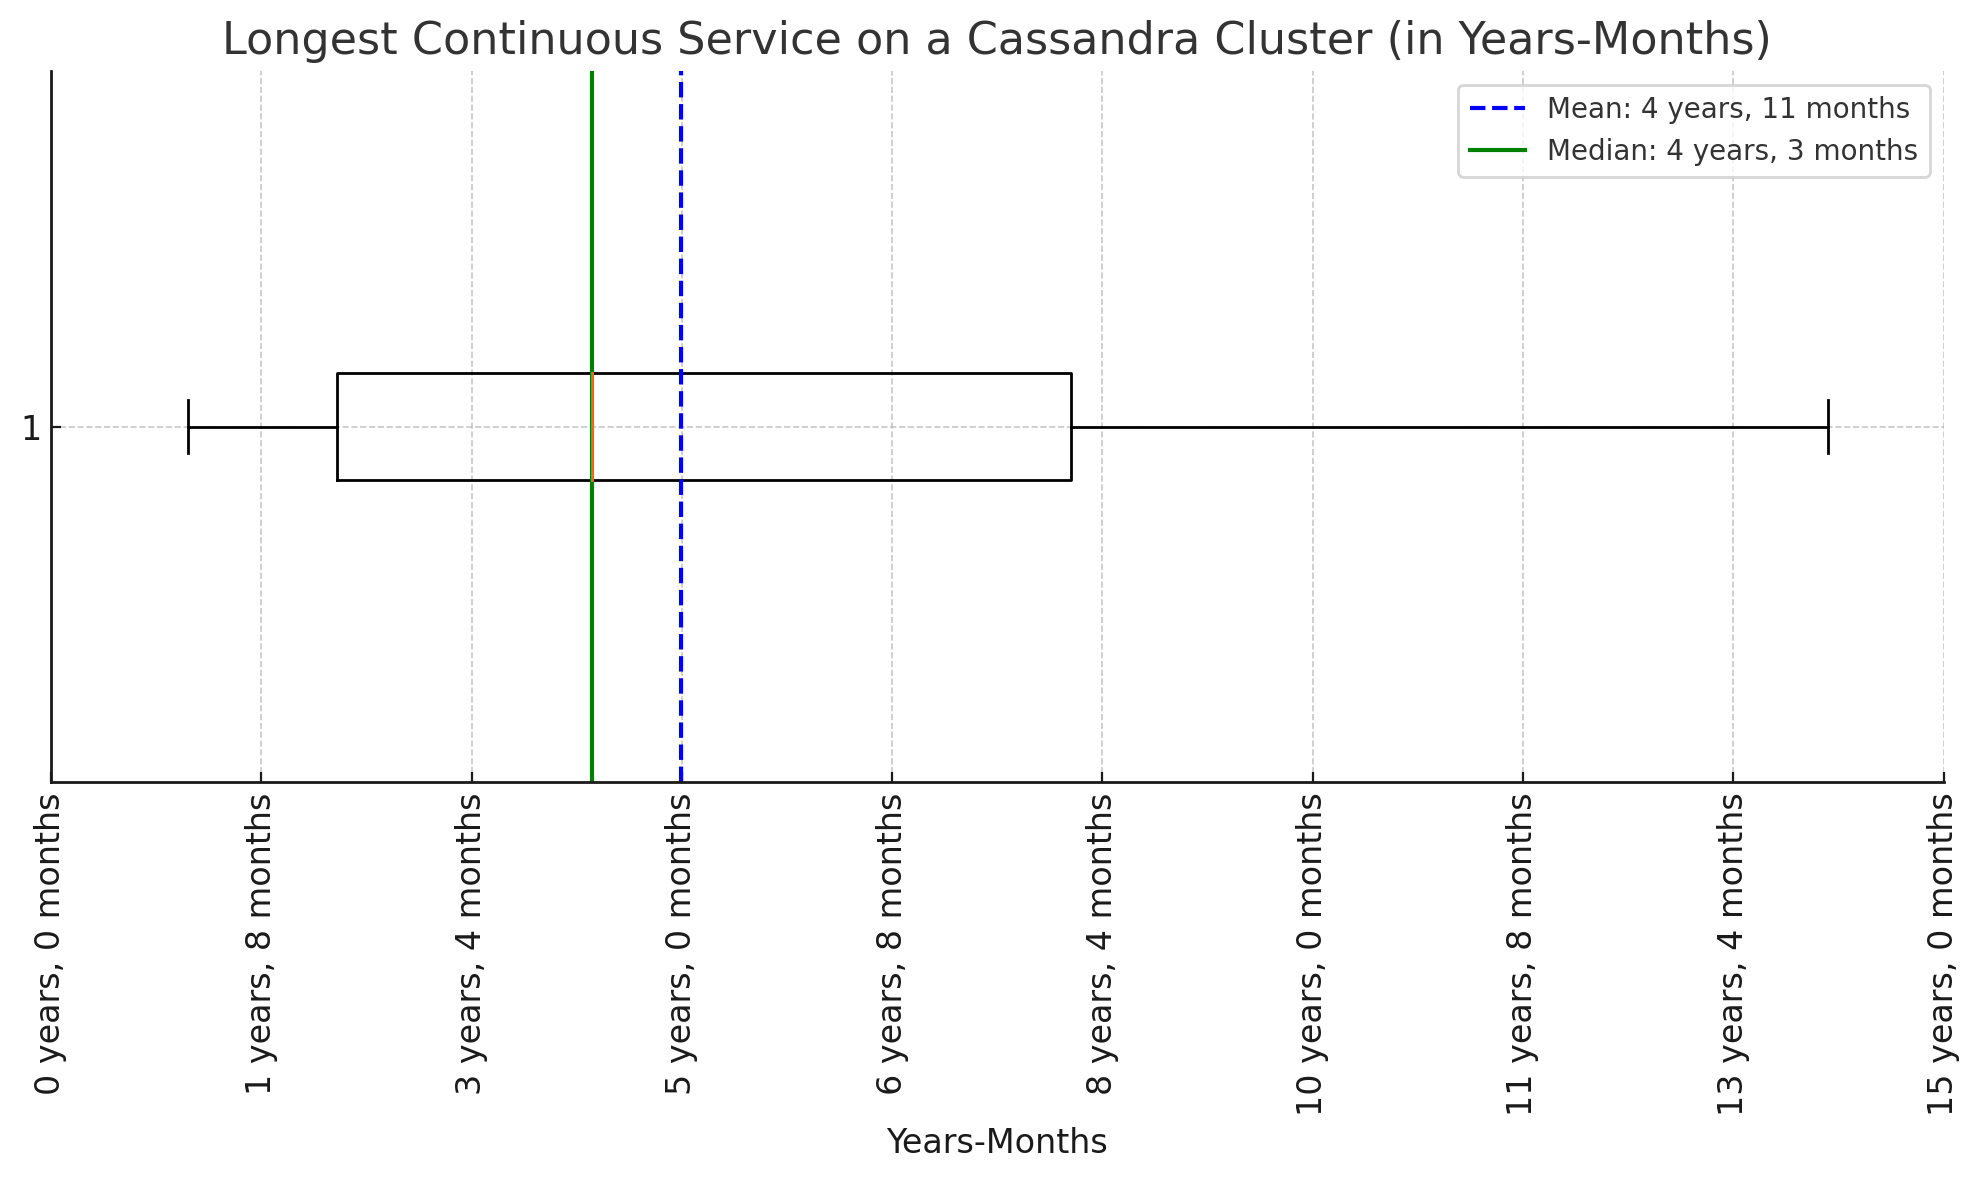 Longest Continuous Service on a Cassandra Cluster (in Years-Months)
Mean: 4 years, 11 months
Median: 4 years, 3 months
1
0 years, 0 months
1 years, 8 months
3 years, 4 months
5 years, 0 months
6 years, 8 months
8 years, 4 months
10 years, 0 months
11 years, 8 months
13 years, 4 months
15 years, 0 months
Years-Months